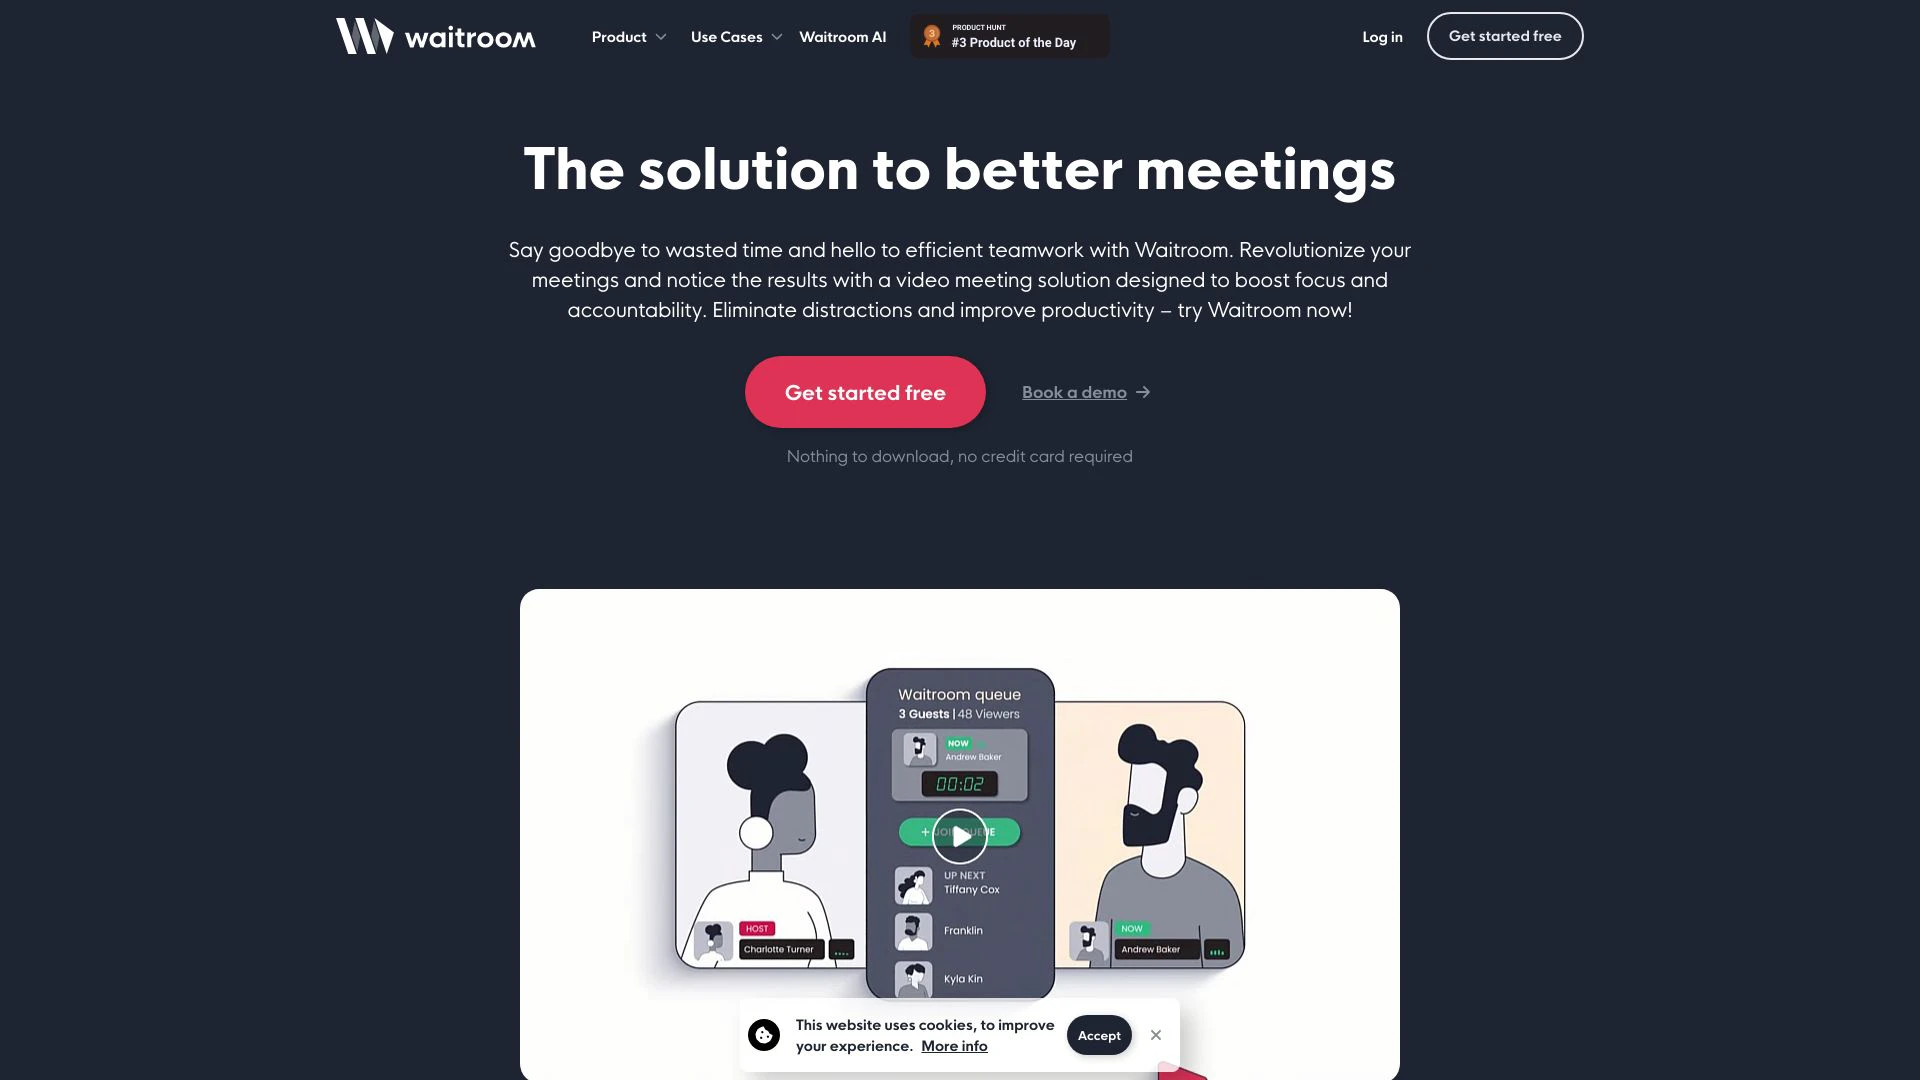 waitroom
Product
Use Cases
Waitroom AI
3
PRODUCT HUNT
#3 Product of the Day
Log in
Get started free
The solution to better meetings
Say goodbye to wasted time and hello to efficient teamwork with Waitroom. Revolutionize your
meetings and notice the results with a video meeting solution designed to boost focus and
accountability. Eliminate distractions and improve productivity – try Waitroom now!
Get started free
Book a demo
Nothing to download, no credit card required
Waitroom queue
3 Guests | 48 Viewers
NOW
Andrew Baker
00:02
+ JOIN QUEUE
UP NEXT
Tiffany Cox
Franklin
Kyla Kin
HOST
Charlotte Turner
NOW
Andrew Baker
This website uses cookies, to improve
your experience. More info
Accept